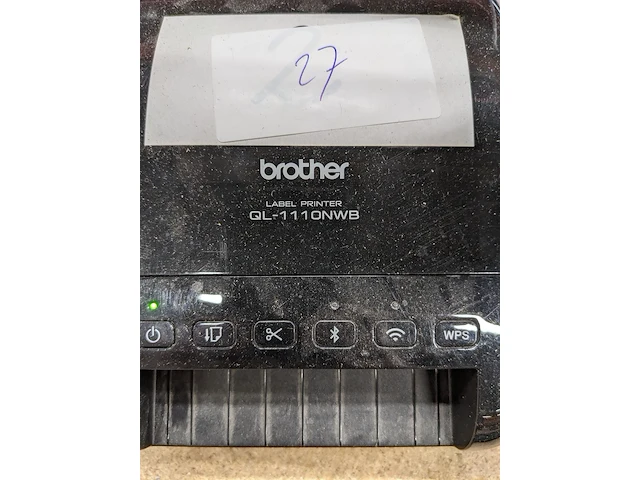 27
brother
LABEL PRINTER
QL-1110NWB
WPS